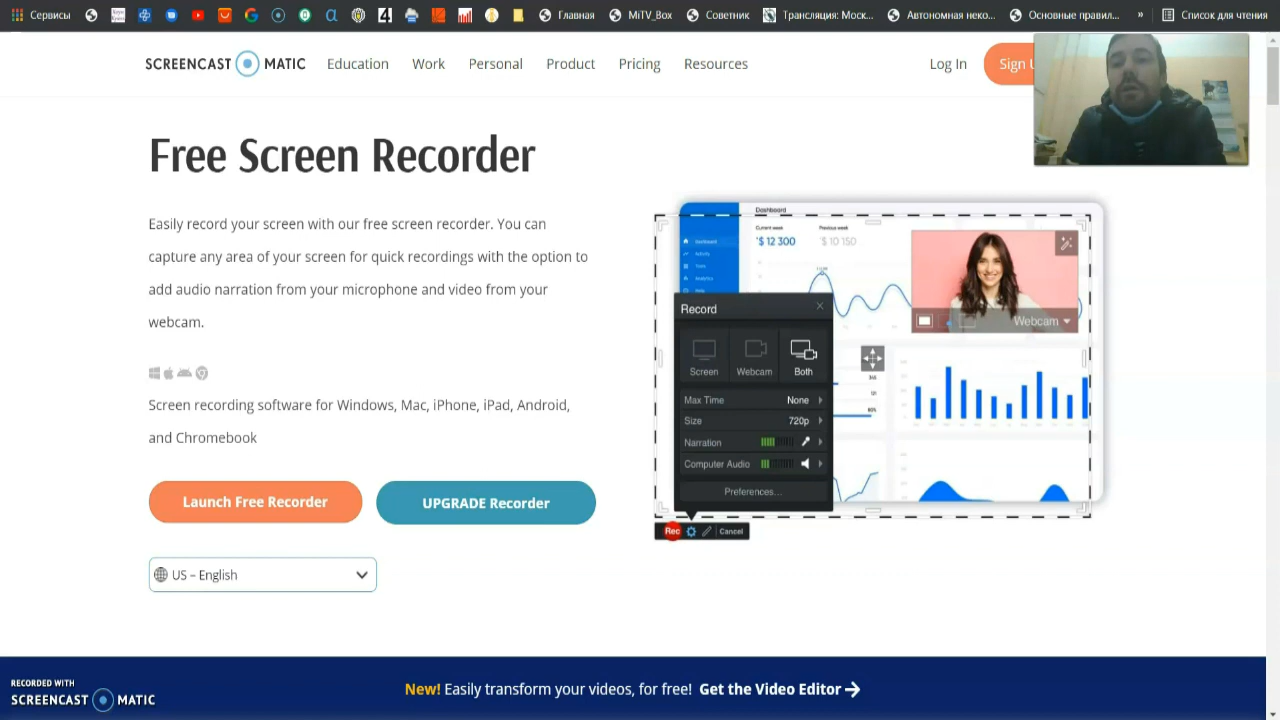 Сервисы
Главная
MiTV_Box
Советник
Трансляция: Моск...
Автономная неко...
Основные правил...
»
Список для чтения
SCREENCAST MATIC
Education
Work
Personal
Product
Pricing
Resources
Log In
Sign U
Free Screen Recorder
Easily record your screen with our free screen recorder. You can
capture any area of your screen for quick recordings with the option to
add audio narration from your microphone and video from your
webcam.
Screen recording software for Windows, Mac, iPhone, iPad, Android,
and Chromebook
Launch Free Recorder
UPGRADE Recorder
US – English
Dashboard
Current week
Previous week
$ 12 300
$ 10 150
Dashboard
Webcam
Record
Screen
Webcam
Both
Max Time None
Size 720p
Narration
Computer Audio
Preferences...
Rec
Cancel
RECORDED WITH
SCREENCAST MATIC
New! Easily transform your videos, for free! Get the Video Editor →